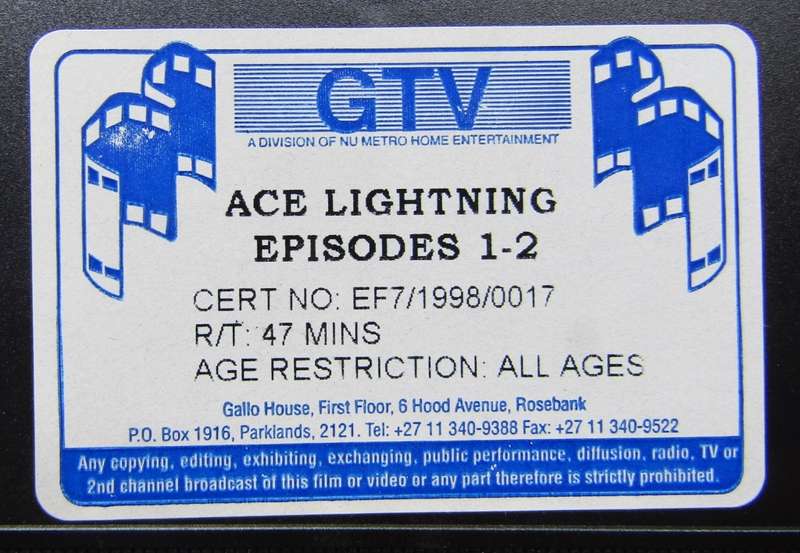 GTV
A DIVISION OF NU METRO HOME ENTERTAINMENT
ACE LIGHTNING
EPISODES 1-2
CERT NO: EF7/1998/0017
R/T: 47 MINS
AGE RESTRICTION: ALL AGES
Gallo House, First Floor, 6 Hood Avenue, Rosebank
P.O. Box 1916, Parklands, 2121. Tel: +27 11 340-9388 Fax: +27 11 340-9522
Any copying, editing, exhibiting, exchanging, public performance, diffusion, radio, TV or
2nd channel broadcast of this film or video or any part therefore is strictly prohibited.